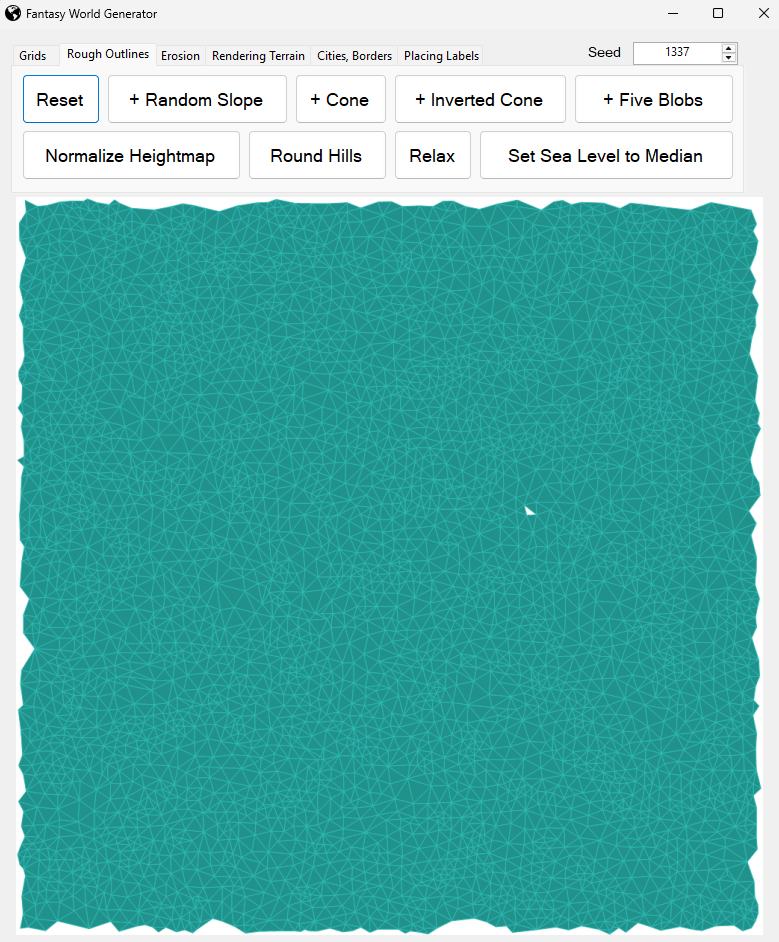 Fantasy World Generator
Grids Rough Outlines Erosion Rendering Terrain Cities, Borders Placing Labels Seed 1337
Reset + Random Slope + Cone + Inverted Cone + Five Blobs
Normalize Heightmap Round Hills Relax Set Sea Level to Median